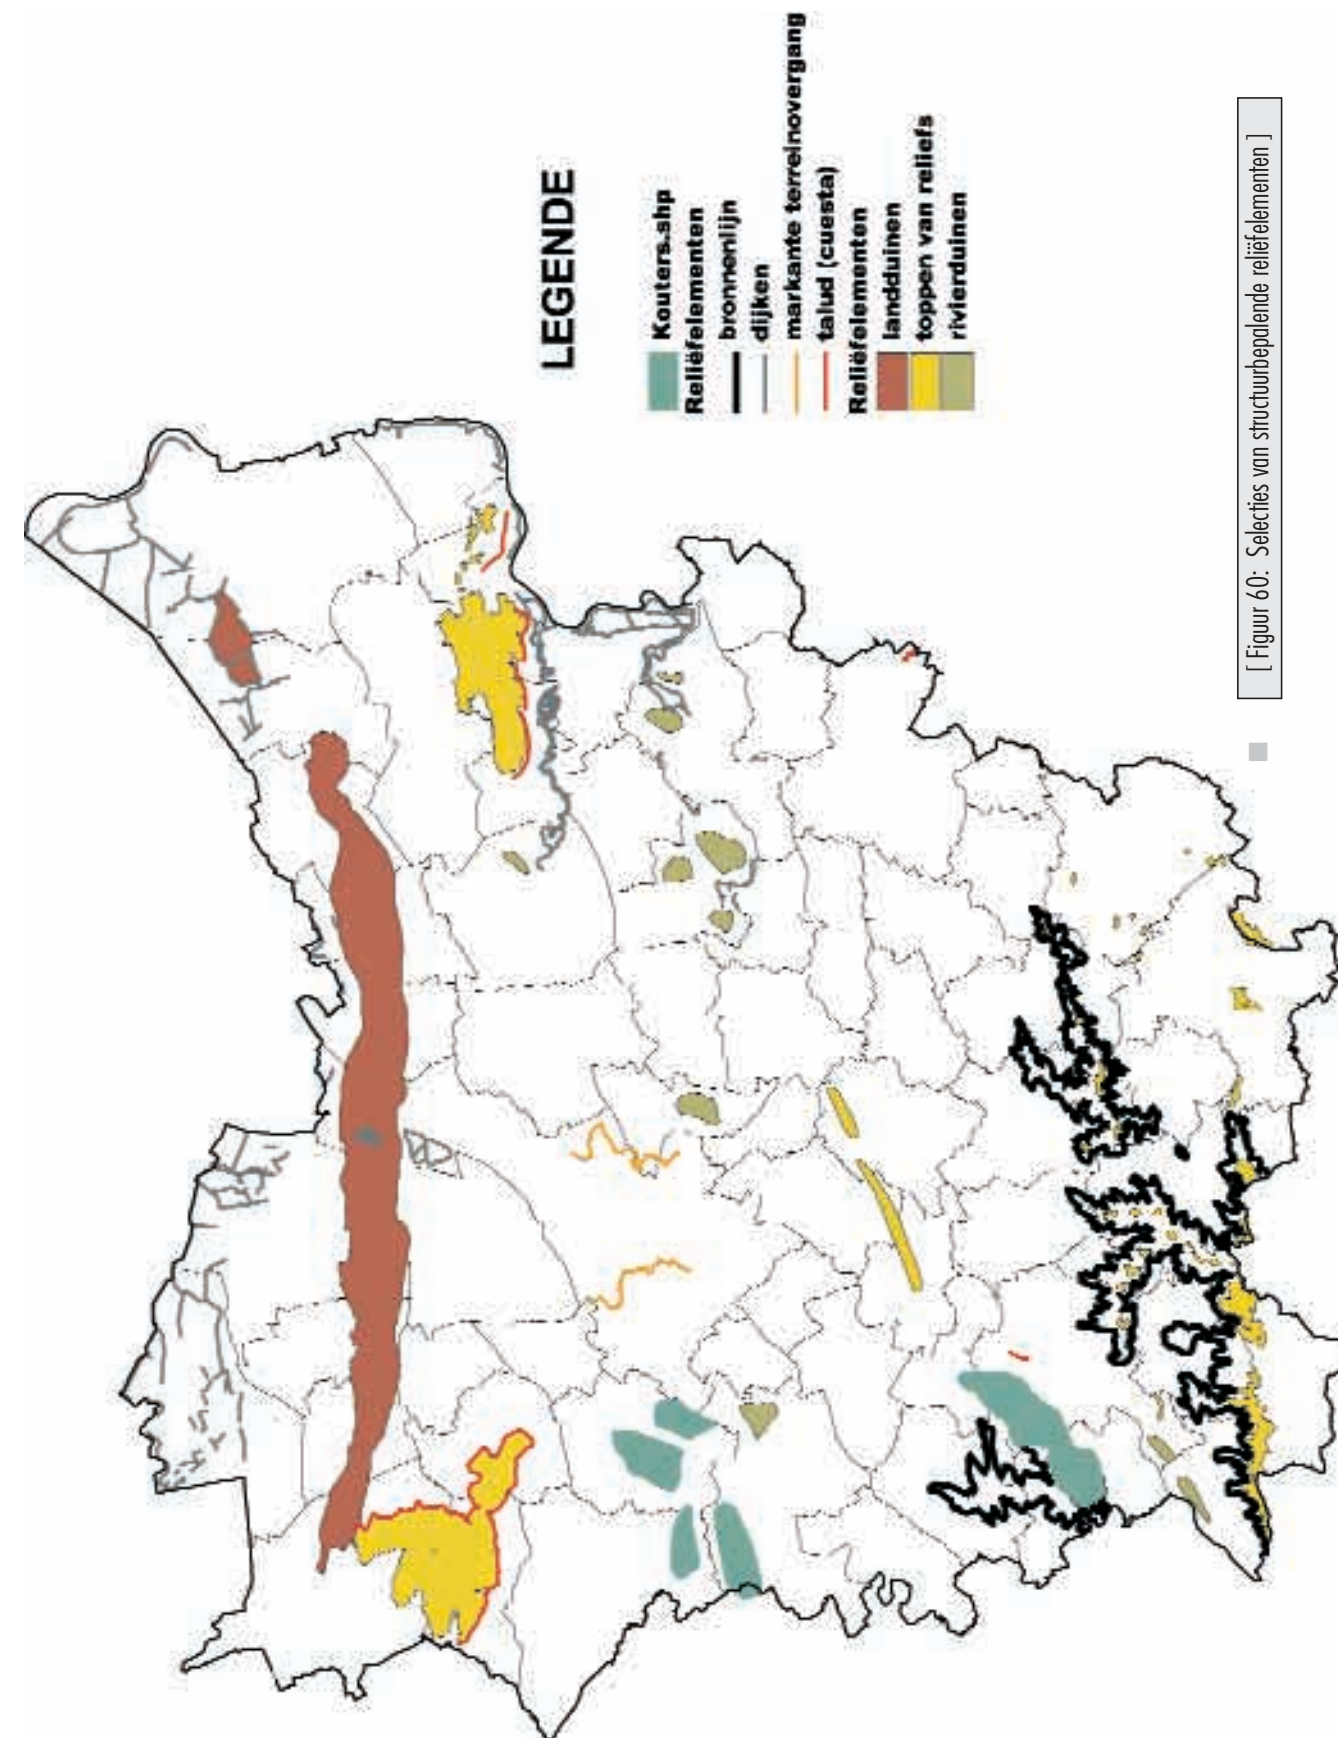 LEGENDE
Kouters.shp
Reliëfelementen
bronnenlijn
dijken
markante terreinovergang
talud (cuesta)
Reliëfelementen
landduinen
toppen van reliefs
rivierduinen
[ Figuur 60: Selecties van structuurbepalende reliëfelementen ]